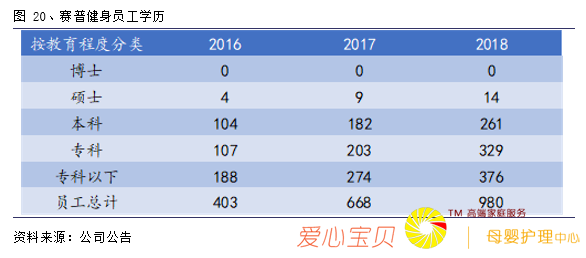 图 20、赛普健身员工学历
按教育程度分类 2016 2017 2018
博士 0 0 0
硕士 4 9 14
本科 104 182 261
专科 107 203 329
专科以下 188 274 376
员工总计 403 668 980
资料来源：公司公告
爱心宝贝 TM 高端家庭服务
母婴护理中心